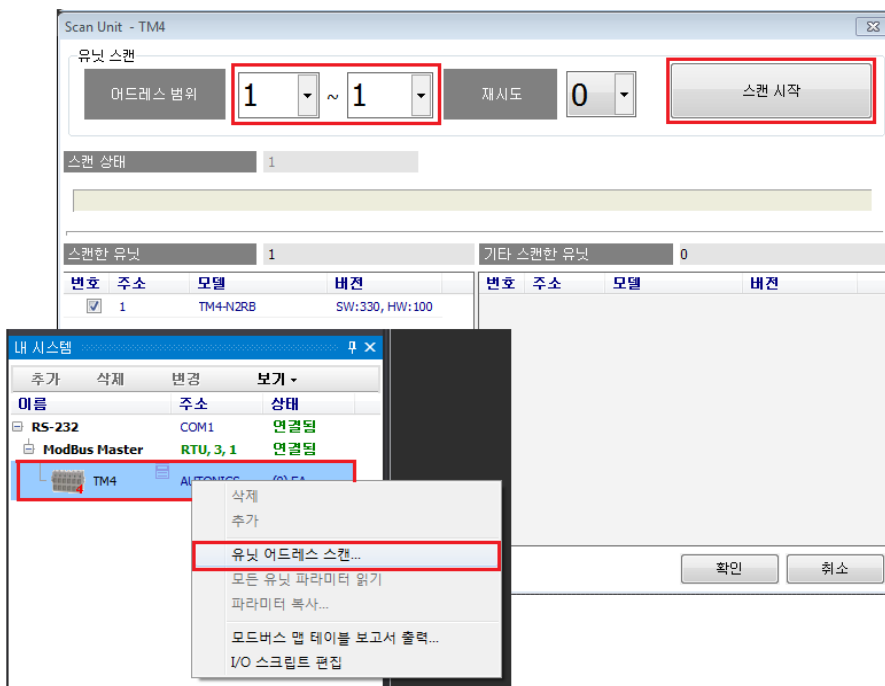 Scan Unit - TM4
유닛 스캔
어드레스 범위 1 ~ 1 재시도 0 스캔 시작
스캔 상태 1
스캔한 유닛 1 기타 스캔한 유닛 0
번호 주소 모델 버전 번호 주소 모델 버전
1 TM4-N2RB SW:330, HW:100
내 시스템
추가 삭제 변경 보기
이름 주소 상태
RS-232 COM1 연결됨
ModBus Master RTU, 3, 1 연결됨
4 TM4
삭제
추가
유닛 어드레스 스캔...
모든 유닛 파라미터 읽기
파라미터 복사...
모드버스 맵 테이블 보고서 출력...
I/O 스크립트 편집
확인 취소